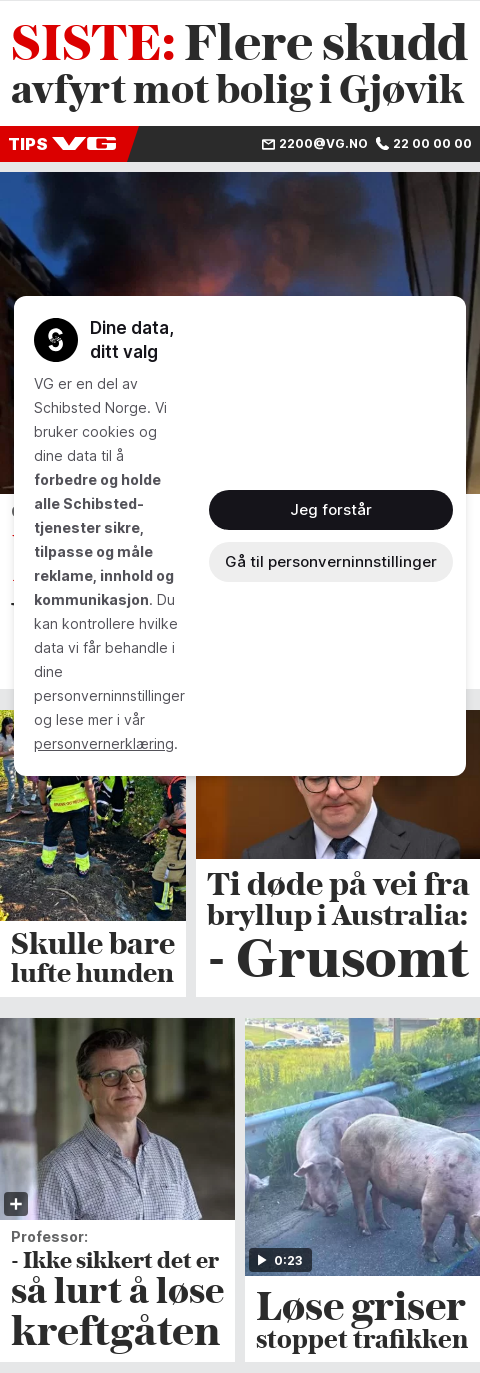 SISTE: Flere skudd
avfyrt mot bolig i Gjøvik
TIPS VG
2200@VG.NO 22 00 00 00
Dine data,
ditt valg
VG er en del av
Schibsted Norge. Vi
bruker cookies og
dine data til å
forbedre og holde
alle Schibsted-
tjenester sikre,
tilpasse og måle
reklame, innhold og
kommunikasjon. Du
kan kontrollere hvilke
data vi får behandle i
dine
personverninnstillinger
og lese mer i vår
personvernerklæring.
Jeg forstår
Gå til personverninnstillinger
Skulle bare
lufte hunden
Ti døde på vei fra
bryllup i Australia:
- Grusomt
Professor:
- Ikke sikkert det er
så lurt å løse
kreftgåten
0:23
Løse griser
stoppet trafikken